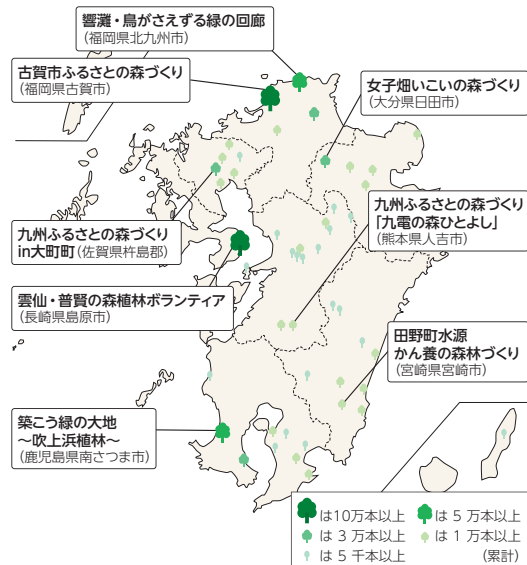 響灘・鳥がさえずる緑の回廊
(福岡県北九州市)
古賀市ふるさとの森づくり
(福岡県古賀市)
女子畑いこいの森づくり
(大分県日田市)
九州ふるさとの森づくり
「九電の森ひとよし」
(熊本県人吉市)
九州ふるさとの森づくり
in大町町(佐賀県杵島郡)
雲仙・普賢の森植林ボランティア
(長崎県島原市)
田野町水源
かん養の森林づくり
(宮崎県宮崎市)
築こう緑の大地
〜吹上浜植林〜
(鹿児島県南さつま市)
は10万本以上
は 5 万本以上
は 3 万本以上
は 1 万本以上
は 5 千本以上
(累計)